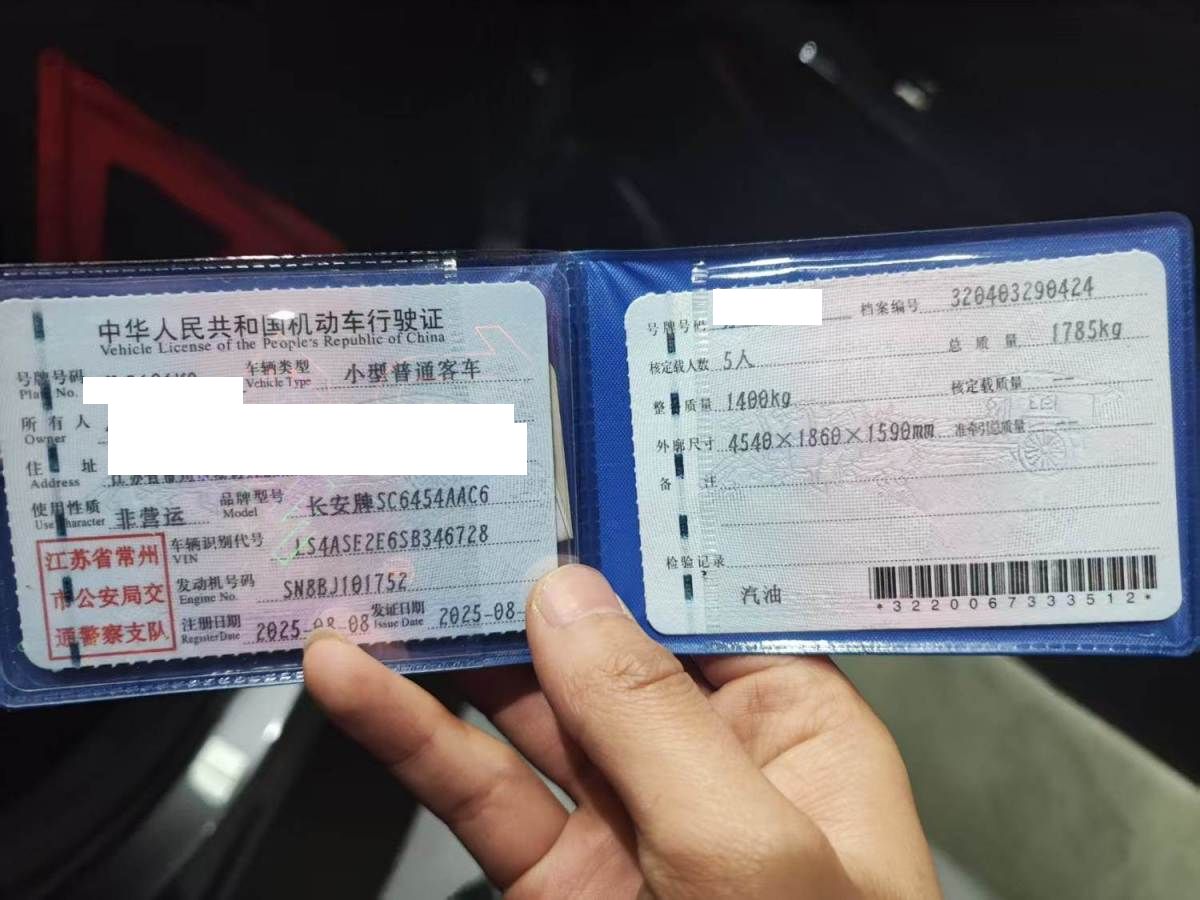 中华人民共和国机动车行驶证
Vehicle License of the People's Republic of China
号牌号码
Plate No.
车辆类型 小型普通客车
Vehicle Type
所有人
Owner
住址
Address
使用性质 非营运
Use Character
品牌型号 长安牌SC6454AAC6
Model
江苏省常州
市公安局交
通警察支队
车辆识别代号 LS4ASE2E6SB346728
VIN
发动机号码 SN8BJ101752
Engine No.
注册日期 2025-08-08
Register Date
发证日期 2025-08-
Issue Date
号牌号码
档案编号 320403290424
核定载人数 5人
总质量 1785kg
整备质量 1400kg
核定载质量 --
外廓尺寸 4540×1860×1590mm
准牵引总质量 --
备注
检验记录
汽油
*3220067333512*